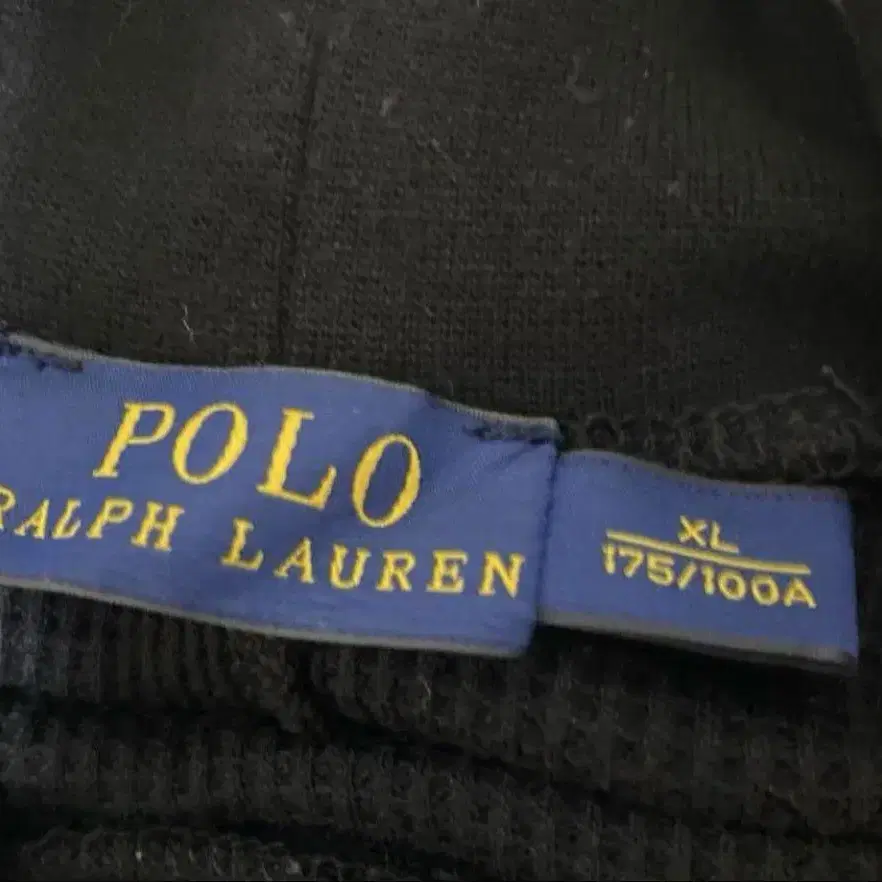 POLO
RALPH LAUREN
XL
175/100A